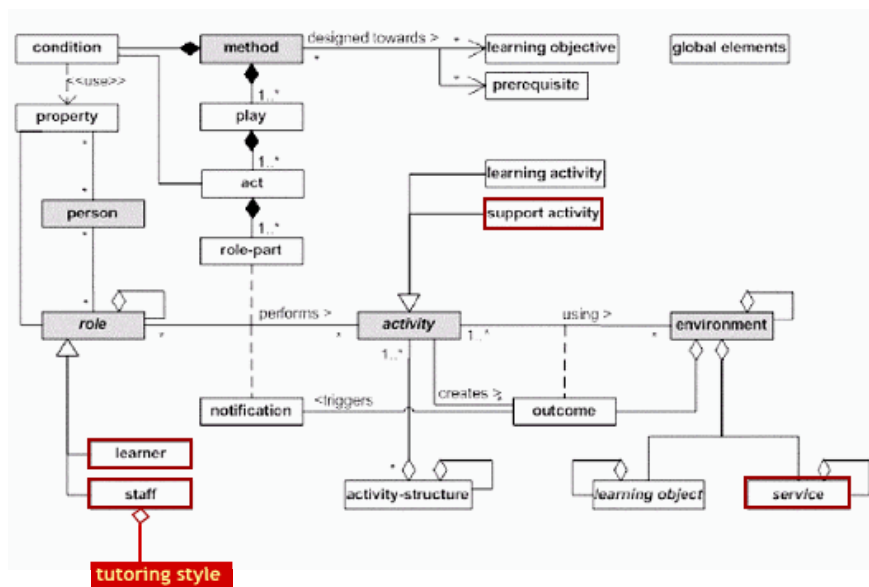 condition
method
designed towards >
*
*
learning objective
global elements
*
prerequisite
<<use>>
1..*
property
play
*
1..*
act
learning activity
*
person
*
support activity
1..*
role-part
*
role
*
performs >
*
activity
1..*
using >
*
environment
1..*
notification
<triggers
creates >
*
outcome
learner
*
staff
activity-structure
learning object
service
tutoring style